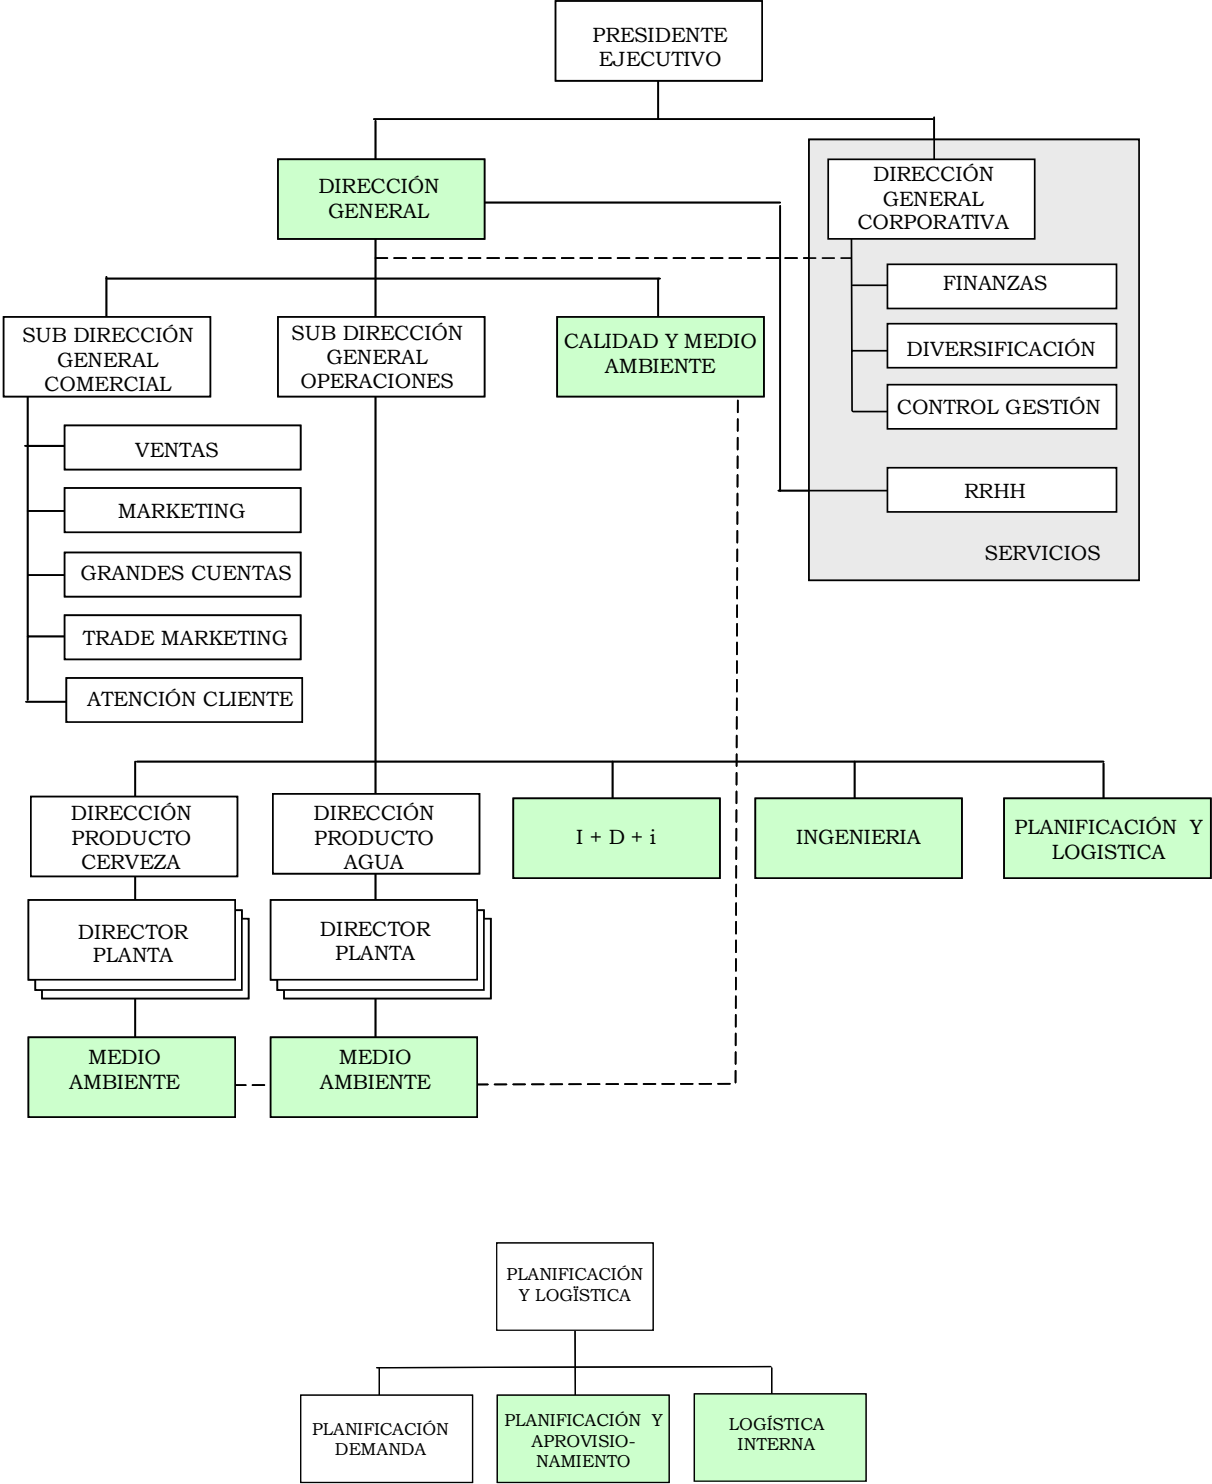 PRESIDENTE
EJECUTIVO
DIRECCIÓN
GENERAL
DIRECCIÓN
GENERAL
CORPORATIVA
FINANZAS
DIVERSIFICACIÓN
CONTROL GESTIÓN
RRHH
SERVICIOS
SUB DIRECCIÓN
GENERAL
COMERCIAL
SUB DIRECCIÓN
GENERAL
OPERACIONES
CALIDAD Y MEDIO
AMBIENTE
VENTAS
MARKETING
GRANDES CUENTAS
TRADE MARKETING
ATENCIÓN CLIENTE
DIRECCIÓN
PRODUCTO
CERVEZA
DIRECCIÓN
PRODUCTO
AGUA
I + D + i
INGENIERIA
PLANIFICACIÓN Y
LOGISTICA
DIRECTOR
PLANTA
DIRECTOR
PLANTA
MEDIO
AMBIENTE
MEDIO
AMBIENTE
PLANIFICACIÓN
Y LOGÏSTICA
PLANIFICACIÓN
DEMANDA
PLANIFICACIÓN Y
APROVISIO-
NAMIENTO
LOGÍSTICA
INTERNA